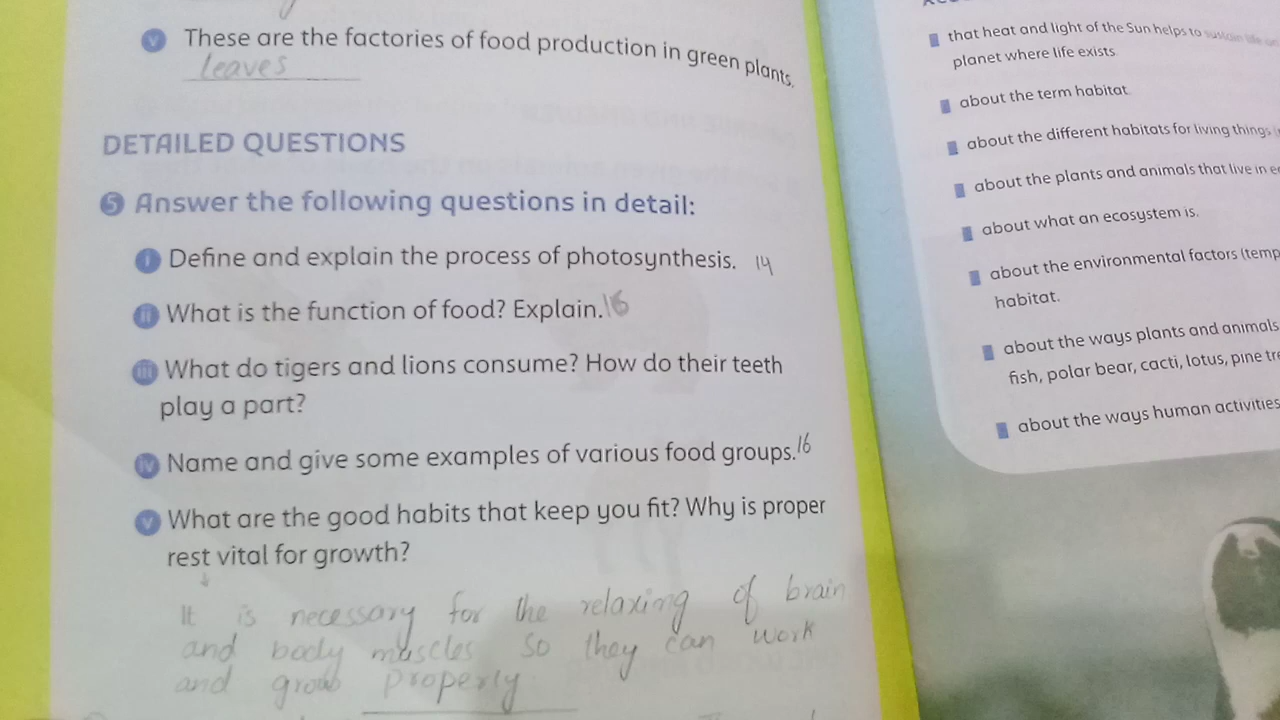 v These are the factories of food production in green plants.
leaves
DETAILED QUESTIONS
5 Answer the following questions in detail:
i Define and explain the process of photosynthesis. 14
ii What is the function of food? Explain. 16
iii What do tigers and lions consume? How do their teeth
play a part?
iv Name and give some examples of various food groups. 16
v What are the good habits that keep you fit? Why is proper
rest vital for growth?
It is necessary for the relaxing of brain
and body muscles so they can work
and grow properly
that heat and light of the Sun helps to sustain life on
planet where life exists.
about the term habitat.
about the different habitats for living things
about the plants and animals that live in
about what an ecosystem is.
about the environmental factors (temp
habitat.
about the ways plants and animals
fish, polar bear, cacti, lotus, pine
about the ways human activities